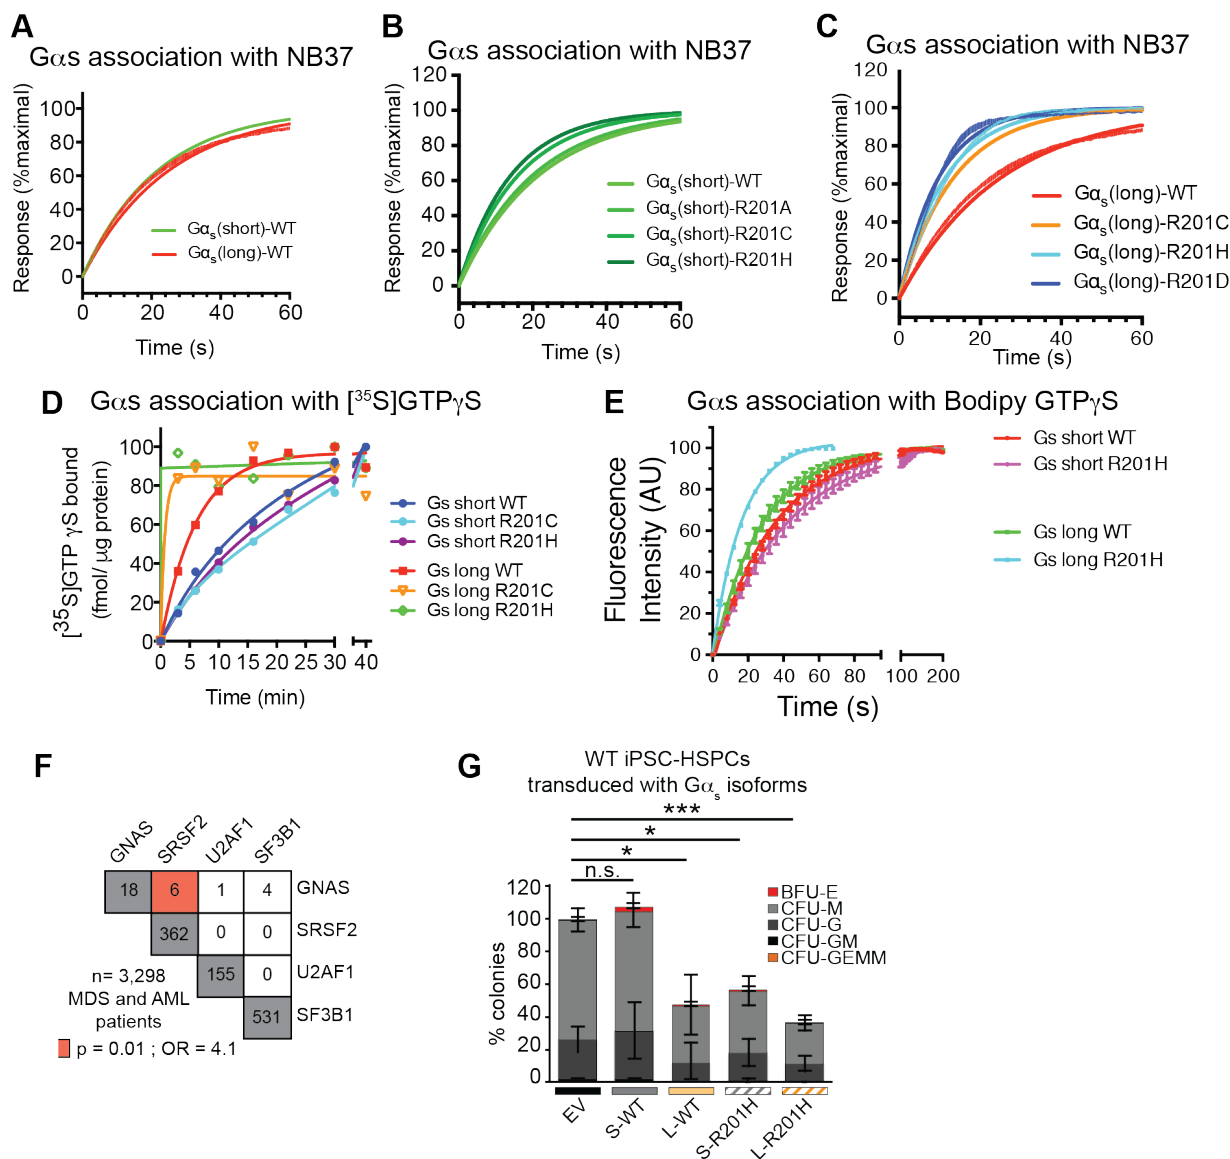 A
Gαs association with NB37
Response (%maximal)
100
80
60
40
20
0
Gαs(short)-WT
Gαs(long)-WT
0 20 40 60
Time (s)
B
Gαs association with NB37
Response (%maximal)
120
100
80
60
40
20
0
Gαs(short)-WT
Gαs(short)-R201A
Gαs(short)-R201C
Gαs(short)-R201H
0 20 40 60
Time (s)
C
Gαs association with NB37
Response (%maximal)
120
100
80
60
40
20
0
Gαs(long)-WT
Gαs(long)-R201C
Gαs(long)-R201H
Gαs(long)-R201D
0 20 40 60
Time (s)
D
Gαs association with [35S]GTPγS
[35S]GTP γS bound
(fmol/ μg protein)
100
80
60
40
20
0
Gs short WT
Gs short R201C
Gs short R201H
Gs long WT
Gs long R201C
Gs long R201H
0 5 10 15 20 25 30 40
Time (min)
E
Gαs association with Bodipy GTPγS
Fluorescence
Intensity (AU)
100
80
60
40
20
0
Gs short WT
Gs short R201H
Gs long WT
Gs long R201H
0 20 40 60 80 100 200
Time (s)
F
GNAS SRSF2 U2AF1 SF3B1
18 6 1 4 GNAS
362 0 0 SRSF2
155 0 U2AF1
531 SF3B1
n= 3,298
MDS and AML
patients
p = 0.01 ; OR = 4.1
G
WT iPSC-HSPCs
transduced with Gαs isoforms
***
*
*
n.s.
% colonies
120
100
80
60
40
20
0
BFU-E
CFU-M
CFU-G
CFU-GM
CFU-GEMM
EV S-WT L-WT S-R201H L-R201H